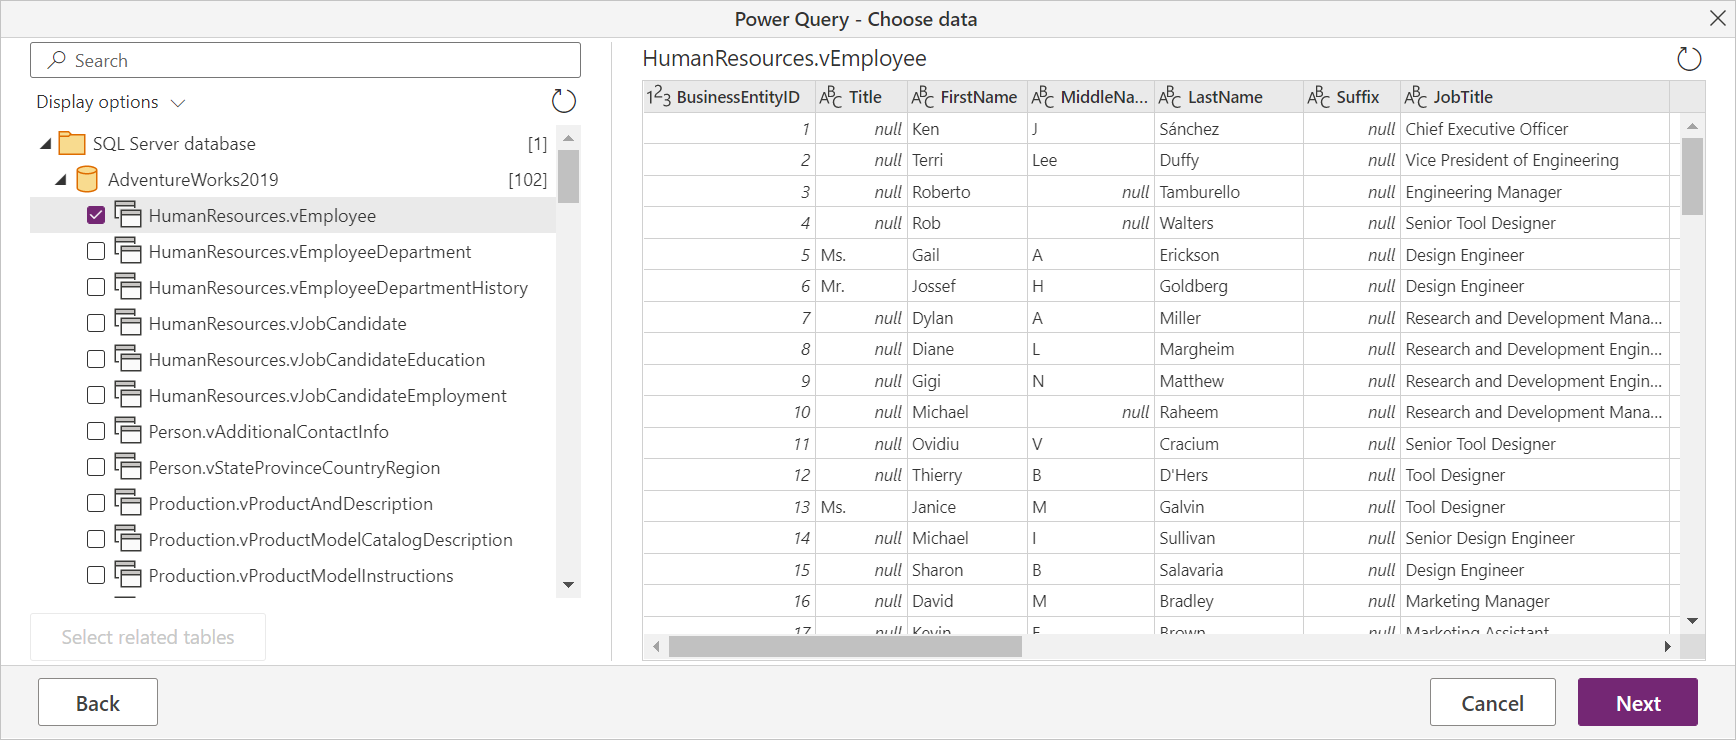 Power Query - Choose data
Search
Display options
SQL Server database [1]
AdventureWorks2019 [102]
HumanResources.vEmployee
HumanResources.vEmployeeDepartment
HumanResources.vEmployeeDepartmentHistory
HumanResources.vJobCandidate
HumanResources.vJobCandidateEducation
HumanResources.vJobCandidateEmployment
Person.vAdditionalContactInfo
Person.vStateProvinceCountryRegion
Production.vProductAndDescription
Production.vProductModelCatalogDescription
Production.vProductModelInstructions
Select related tables
HumanResources.vEmployee
123 BusinessEntityID ABC Title ABC FirstName ABC MiddleNa... ABC LastName ABC Suffix ABC JobTitle
1 null Ken J Sánchez null Chief Executive Officer
2 null Terri Lee Duffy null Vice President of Engineering
3 null Roberto null Tamburello null Engineering Manager
4 null Rob null Walters null Senior Tool Designer
5 Ms. Gail A Erickson null Design Engineer
6 Mr. Jossef H Goldberg null Design Engineer
7 null Dylan A Miller null Research and Development Mana...
8 null Diane L Margheim null Research and Development Engin...
9 null Gigi N Matthew null Research and Development Engin...
10 null Michael null Raheem null Research and Development Mana...
11 null Ovidiu V Cracium null Senior Tool Designer
12 null Thierry B D'Hers null Tool Designer
13 Ms. Janice M Galvin null Tool Designer
14 null Michael I Sullivan null Senior Design Engineer
15 null Sharon B Salavaria null Design Engineer
16 null David M Bradley null Marketing Manager
17 null Kevin F Brown null Marketing Assistant
Back
Cancel
Next